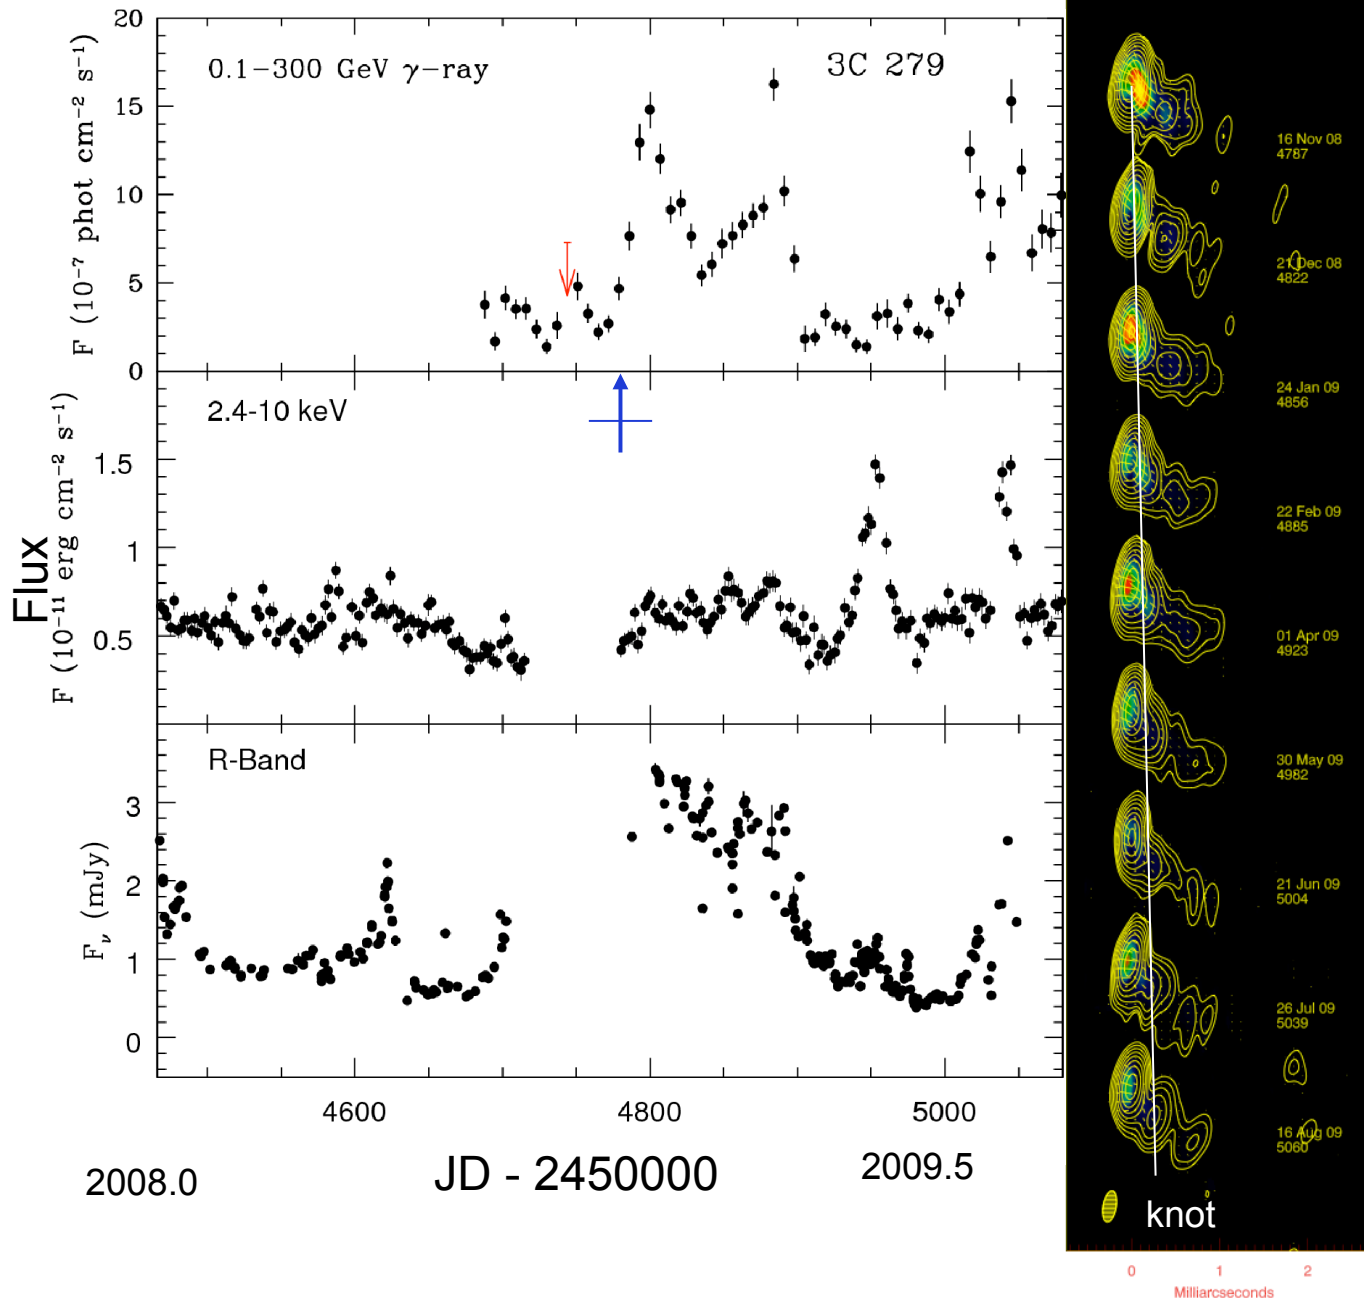 20
15
10
5
0
F (10⁻⁷ phot cm⁻² s⁻¹)
0.1–300 GeV γ–ray
3C 279
2.4-10 keV
1.5
1
0.5
Flux
F (10⁻¹¹ erg cm⁻² s⁻¹)
R-Band
3
2
1
0
Fν (mJy)
4600
4800
5000
2008.0
JD - 2450000
2009.5
16 Nov 08
4787
21 Dec 08
4822
24 Jan 09
4856
22 Feb 09
4885
01 Apr 09
4923
30 May 09
4982
21 Jun 09
5004
26 Jul 09
5039
16 Aug 09
5060
knot
0
1
2
Milliarcseconds